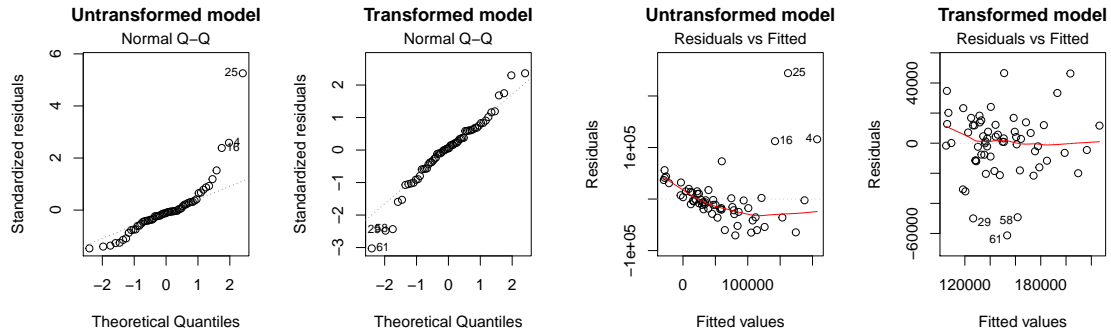 Untransformed model
Normal Q−Q
Standardized residuals
6
4
2
0
25
4
16
−2 −1 0 1 2
Theoretical Quantiles
Transformed model
Normal Q−Q
Standardized residuals
2
1
0
−1
−2
−3
58
61
−2 −1 0 1 2
Theoretical Quantiles
Untransformed model
Residuals vs Fitted
Residuals
1e+05
−1e+05
25
16
4
0 100000
Fitted values
Transformed model
Residuals vs Fitted
Residuals
40000
0
−60000
29
58
61
120000 180000
Fitted values